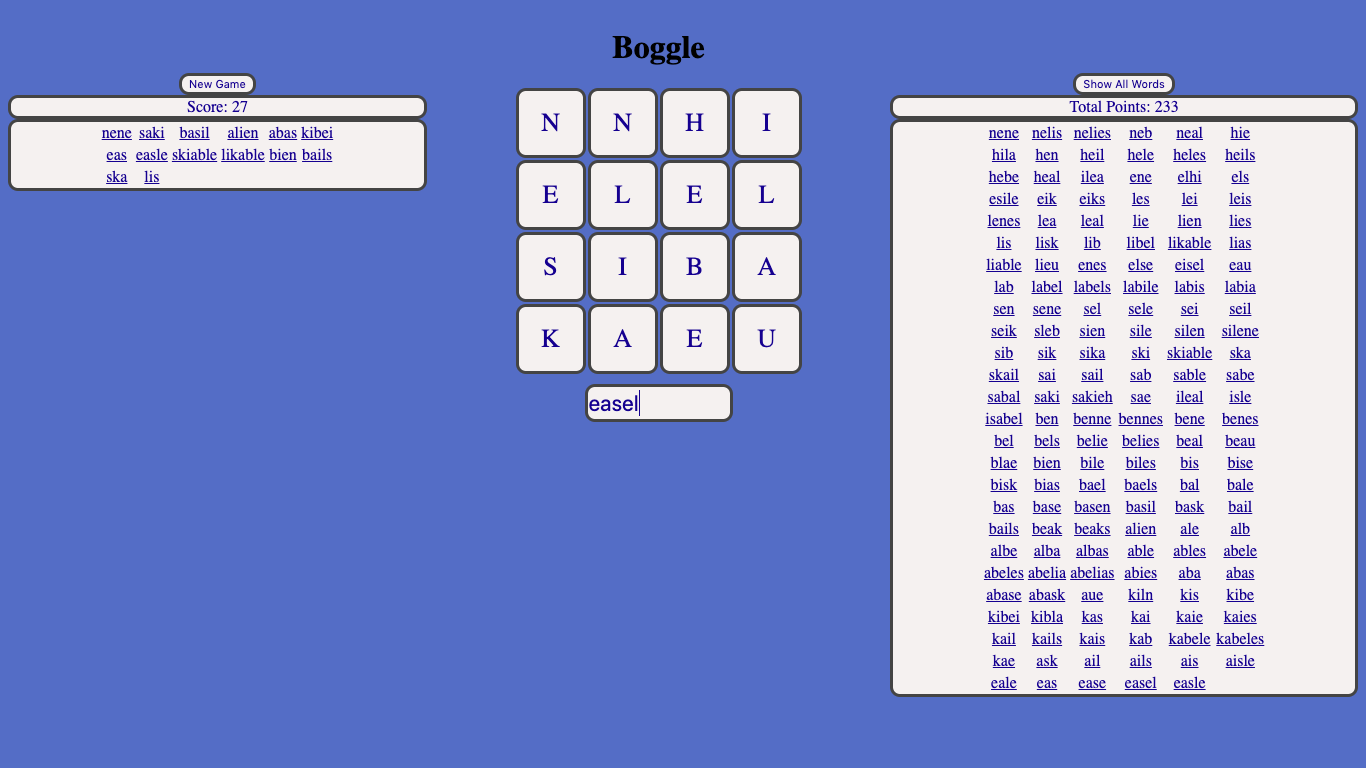 Boggle
New Game
Score: 27
nene saki basil alien abas kibei
eas easle skiable likable bien bails
ska lis
N N H I
E L E L
S I B A
K A E U
easel
Show All Words
Total Points: 233
nene nelis nelies neb neal hie
hila hen heil hele heles heils
hebe heal ilea ene elhi els
esile eik eiks les lei leis
lenes lea leal lie lien lies
lis lisk lib libel likable lias
liable lieu enes else eisel eau
lab label labels labile labis labia
sen sene sel sele sei seil
seik sleb sien sile silen silene
sib sik sika ski skiable ska
skail sai sail sab sable sabe
sabal saki sakieh sae ileal isle
isabel ben benne bennes bene benes
bel bels belie belies beal beau
blae bien bile biles bis bise
bisk bias bael baels bal bale
bas base basen basil bask bail
bails beak beaks alien ale alb
albe alba albas able ables abele
abeles abelia abelias abies aba abas
abase abask aue kiln kis kibe
kibei kibla kas kai kaie kaies
kail kails kais kab kabele kabeles
kae ask ail ails ais aisle
eale eas ease easel easle